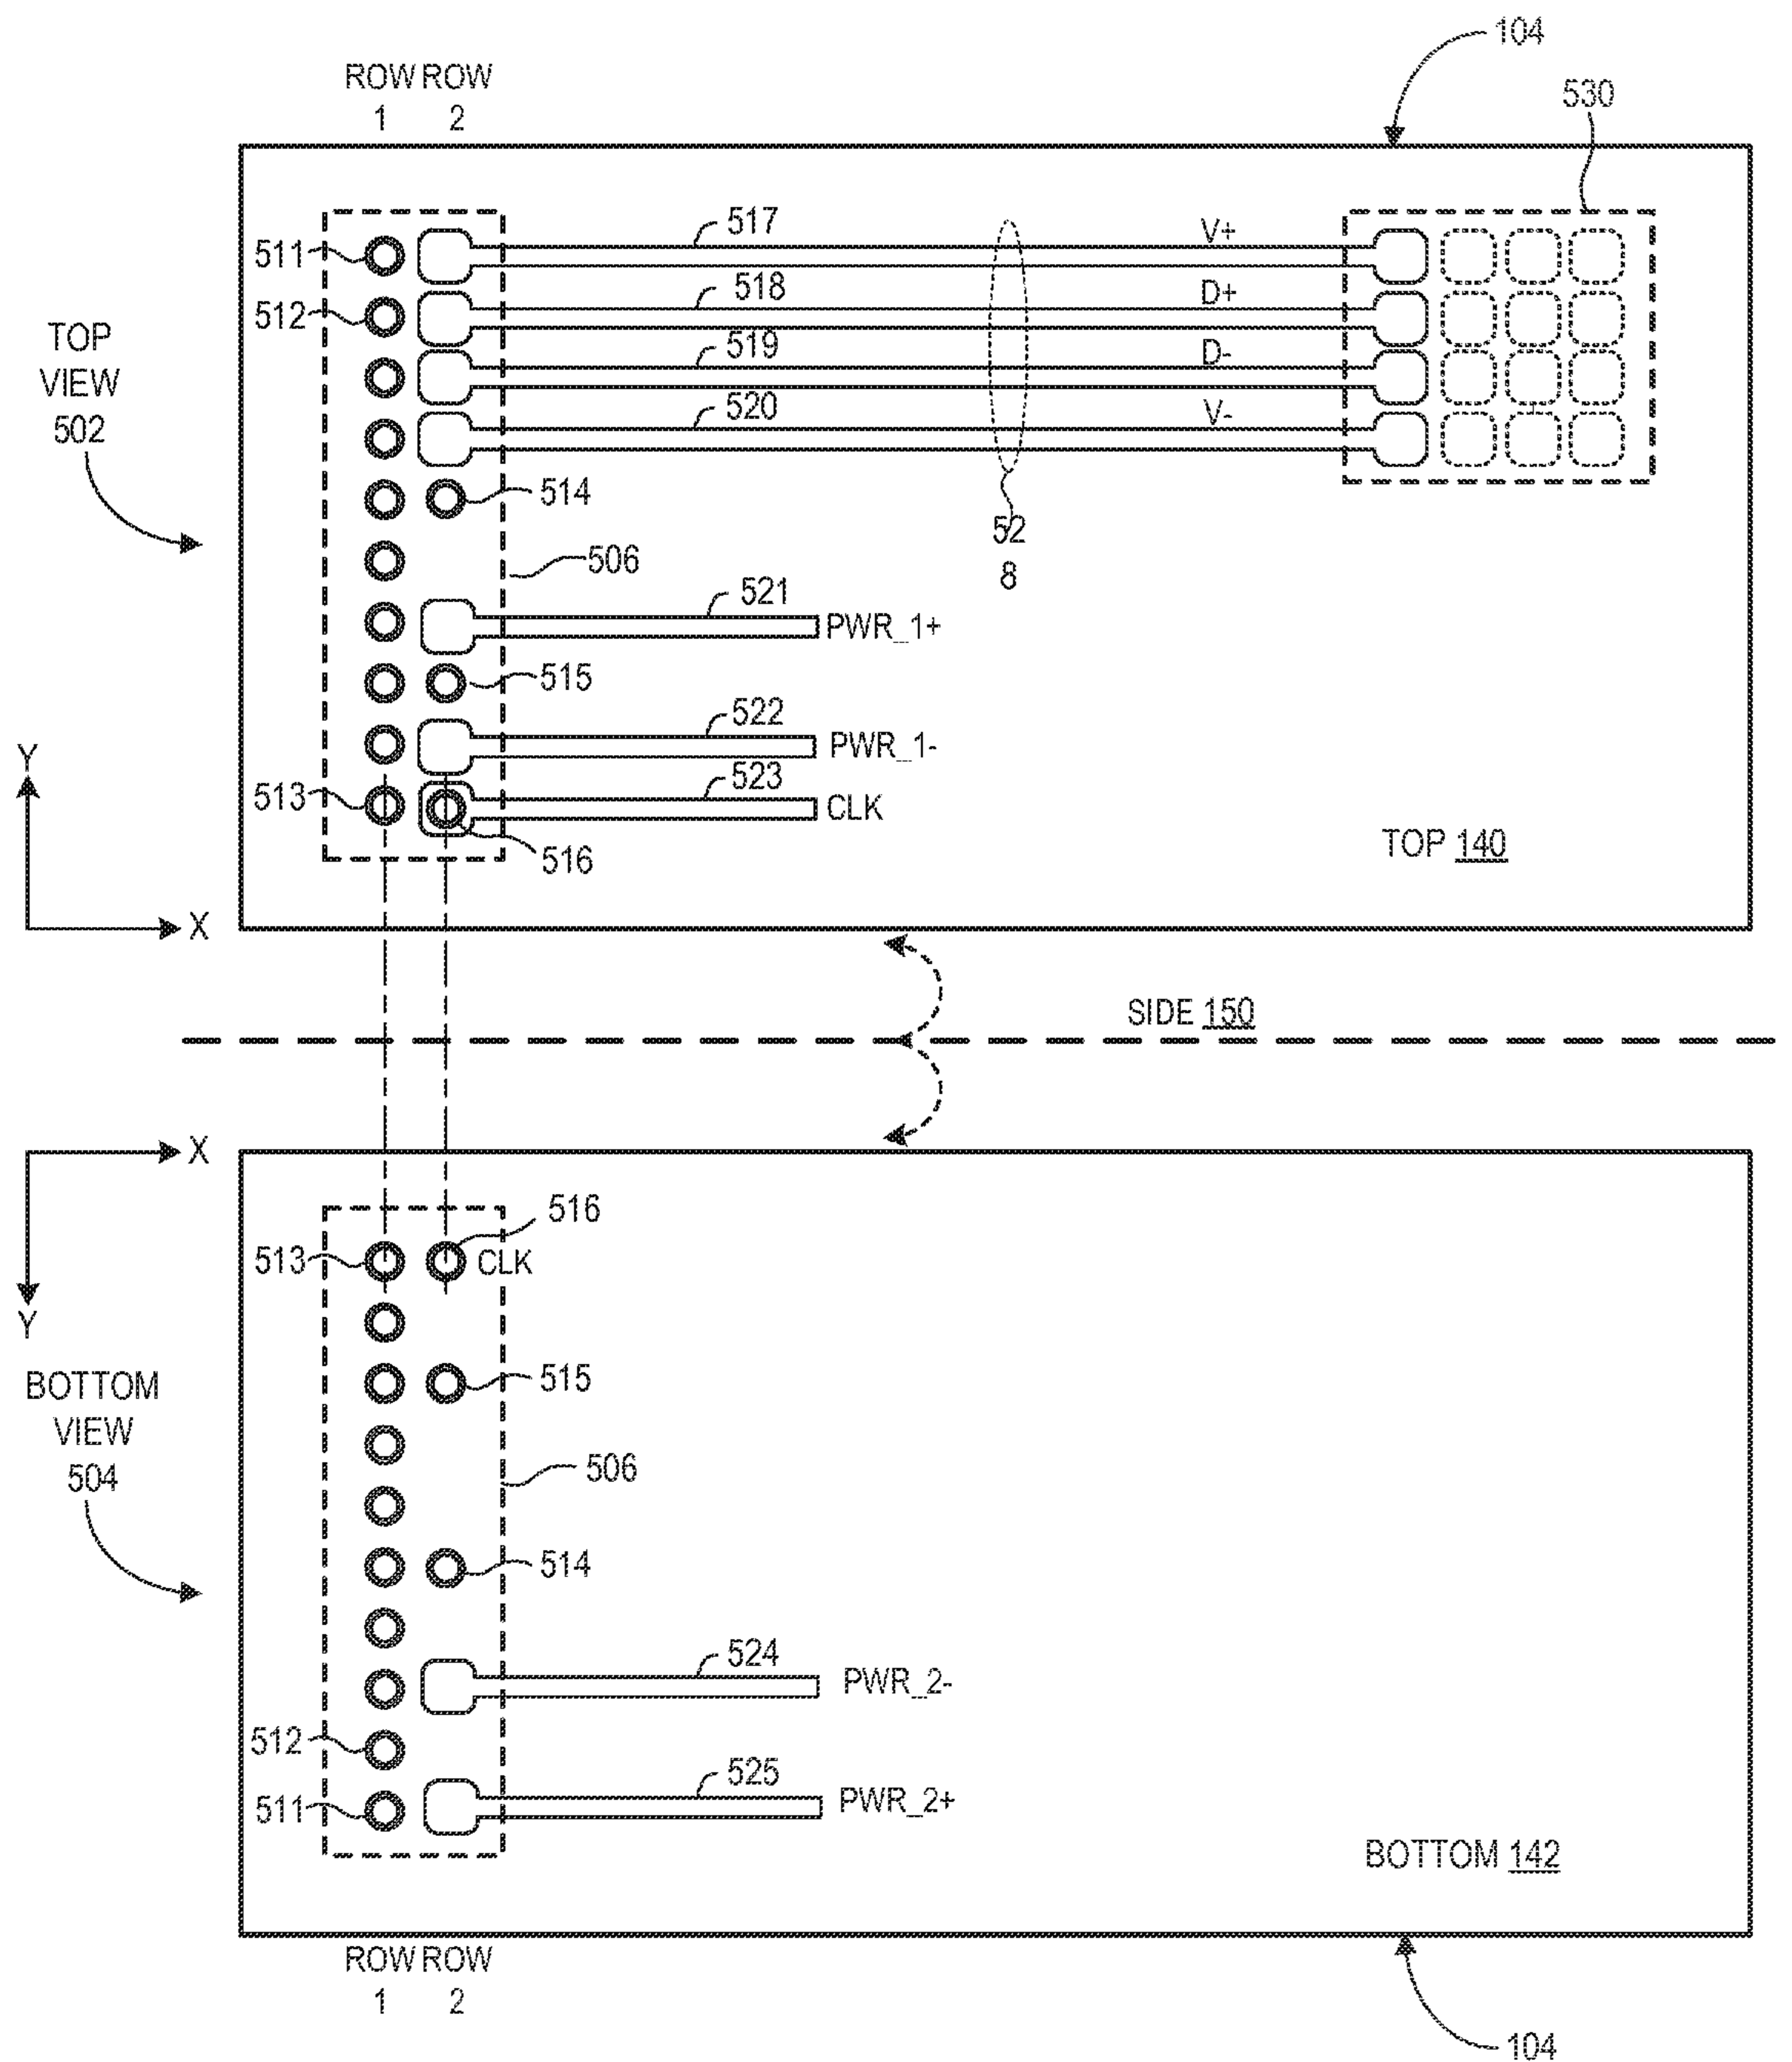 104
ROW ROW
1 2
530
517 V+
511
518 D+
512
519 D-
520 V-
TOP
VIEW
502
514
52
8
506
521
PWR_1+
515
522
PWR_1-
Y
523
513
CLK
516
TOP 140
X
SIDE 150
X
516
513
CLK
Y
515
BOTTOM
VIEW
504
506
514
524
PWR_2-
512
525
PWR_2+
511
BOTTOM 142
ROW ROW
1 2
104